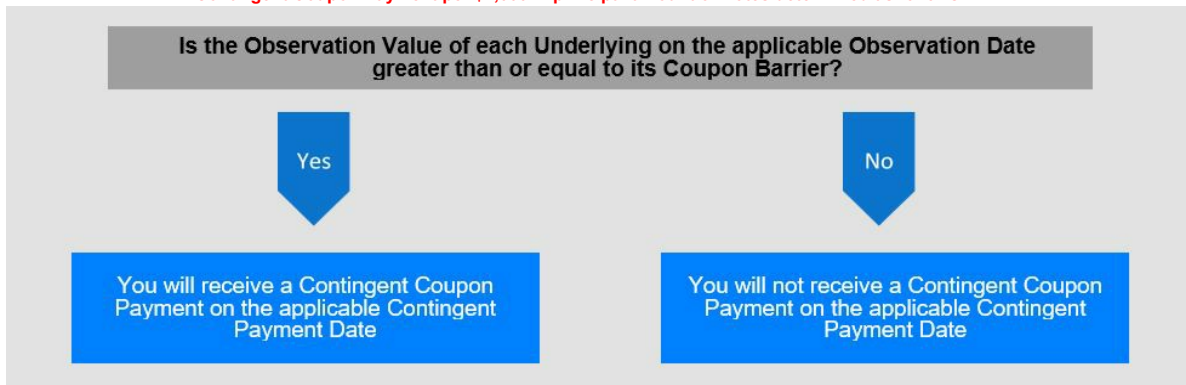 Is the Observation Value of each Underlying on the applicable Observation Date
greater than or equal to its Coupon Barrier?
Yes
No
You will receive a Contingent Coupon
Payment on the applicable Contingent
Payment Date
You will not receive a Contingent Coupon
Payment on the applicable Contingent
Payment Date